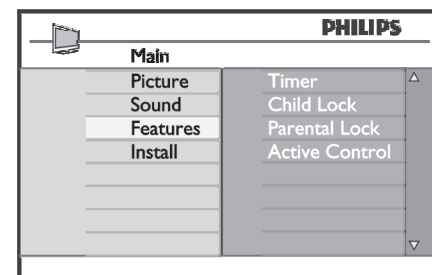 PHILIPS
Main
Picture
Sound
Features
Install
Timer
Child Lock
Parental Lock
Active Control